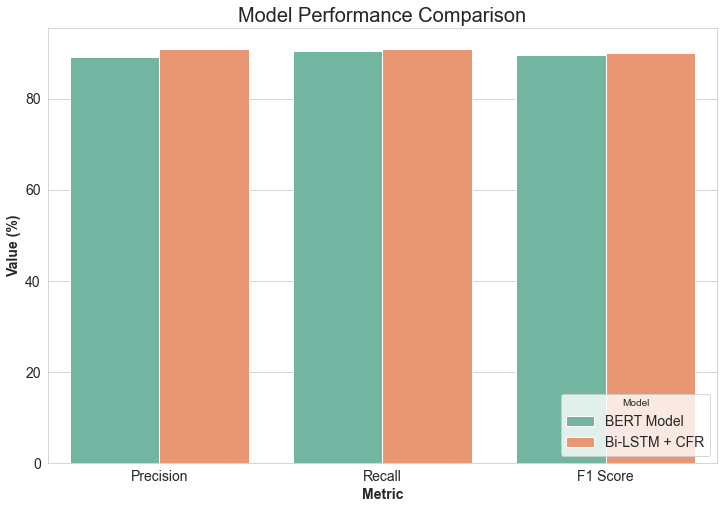 Model Performance Comparison
Value (%)
80
60
40
20
0
Precision
Recall
F1 Score
Metric
Model
BERT Model
Bi-LSTM + CFR